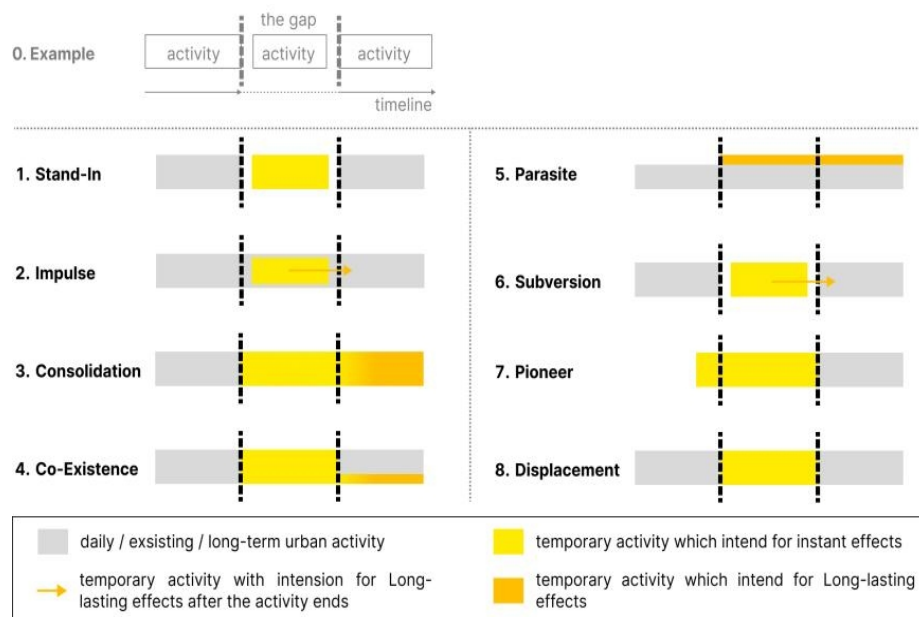 the gap
0. Example
activity
activity
activity
timeline
1. Stand-In
2. Impulse
3. Consolidation
4. Co-Existence
5. Parasite
6. Subversion
7. Pioneer
8. Displacement
daily / exsisting / long-term urban activity
temporary activity with intension for Long-
lasting effects after the activity ends
temporary activity which intend for instant effects
temporary activity which intend for Long-lasting
effects